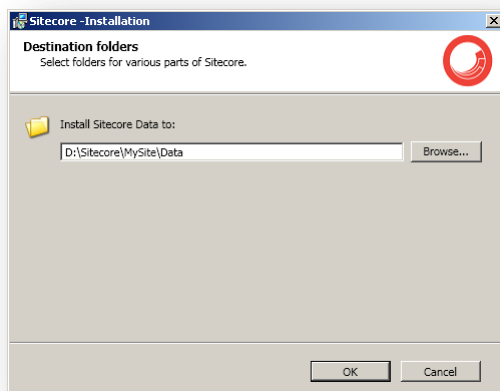 Sitecore -Installation
Destination folders
Select folders for various parts of Sitecore.
Install Sitecore Data to:
D:\Sitecore\MySite\Data
Browse...
OK
Cancel